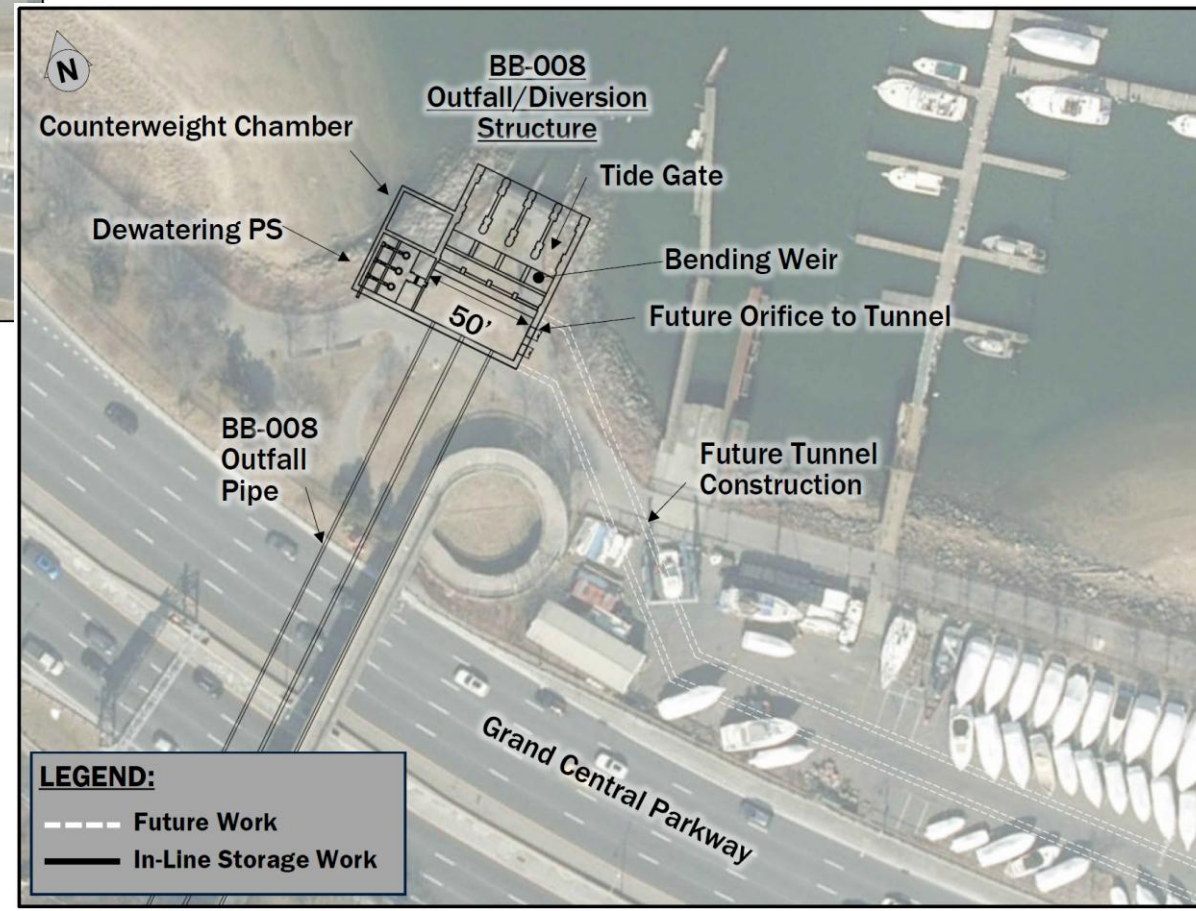 N
BB-008
Outfall/Diversion
Structure
Counterweight Chamber
Tide Gate
Dewatering PS
Bending Weir
50'
Future Orifice to Tunnel
BB-008
Outfall
Pipe
Future Tunnel
Construction
Grand Central Parkway
LEGEND:
Future Work
In-Line Storage Work